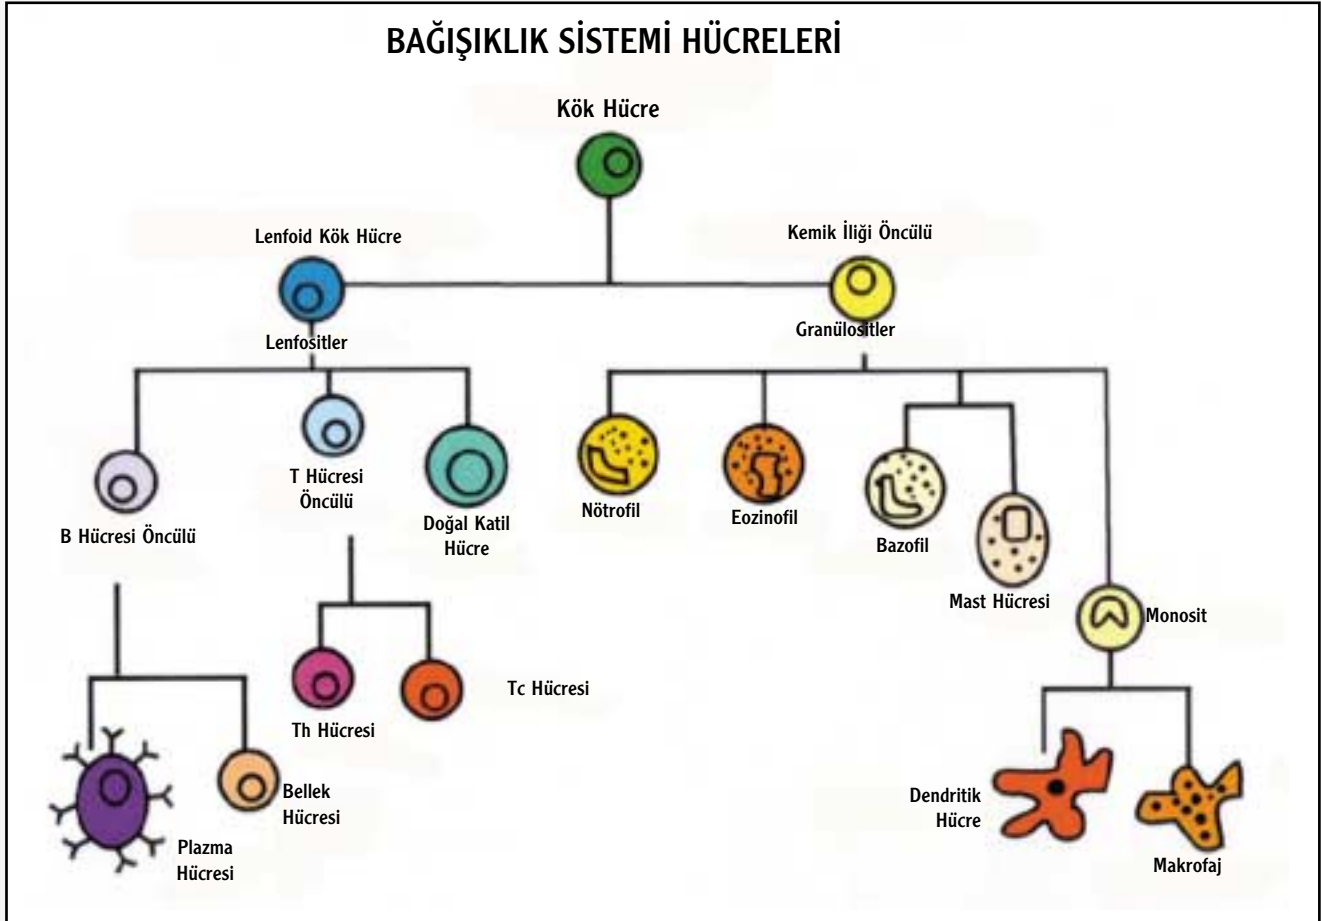 BAĞIŞIKLIK SİSTEMİ HÜCRELERİ
Kök Hücre
Lenfoid Kök Hücre
Kemik İliği Öncülü
Lenfositler
Granülositler
B Hücresi Öncülü
T Hücresi
Öncülü
Doğal Katil
Hücre
Nötrofil
Eozinofil
Bazofil
Mast Hücresi
Monosit
Th Hücresi
Tc Hücresi
Plazma
Hücresi
Bellek
Hücresi
Dendritik
Hücre
Makrofaj